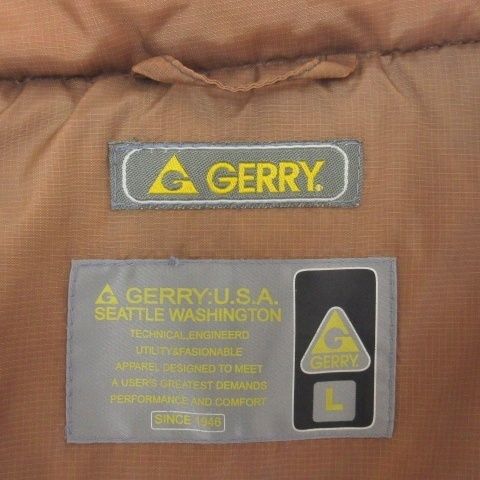 G GERRY®
G GERRY:U.S.A.
SEATTLE WASHINGTON
TECHNICAL,ENGINEERD
UTILITY&FASIONABLE
APPAREL DESIGNED TO MEET
A USER'S GREATEST DEMANDS
PERFORMANCE AND COMFORT
SINCE 1946
G
GERRY
L